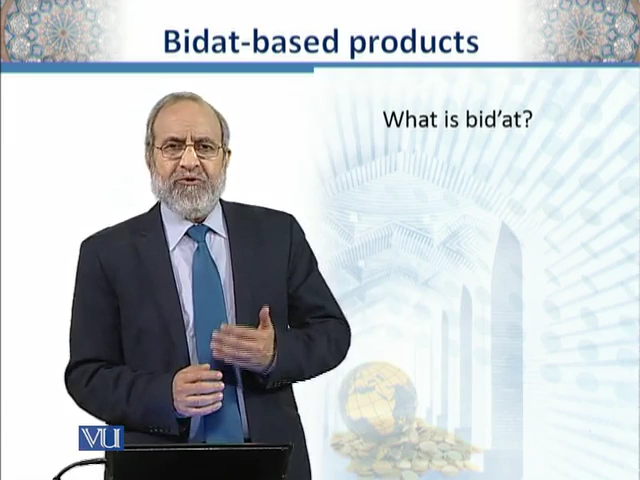 Bidat-based products
What is bid’at?
VU